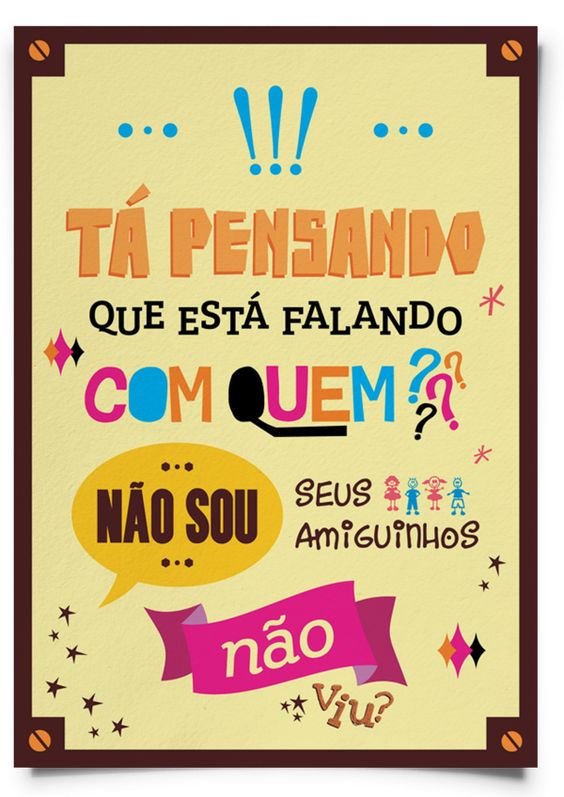 !!!
TÁ PENSANDO
QUE ESTÁ FALANDO
COM QUEM????
NÃO SOU
SEUS
AMiGUiNHOS
não
Viu?